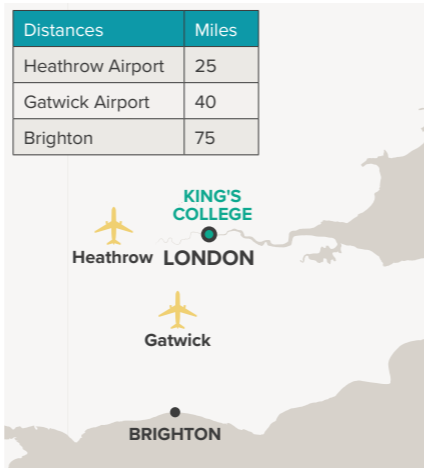 Distances Miles
Heathrow Airport 25
Gatwick Airport 40
Brighton 75
KING'S
COLLEGE
Heathrow LONDON
Gatwick
BRIGHTON